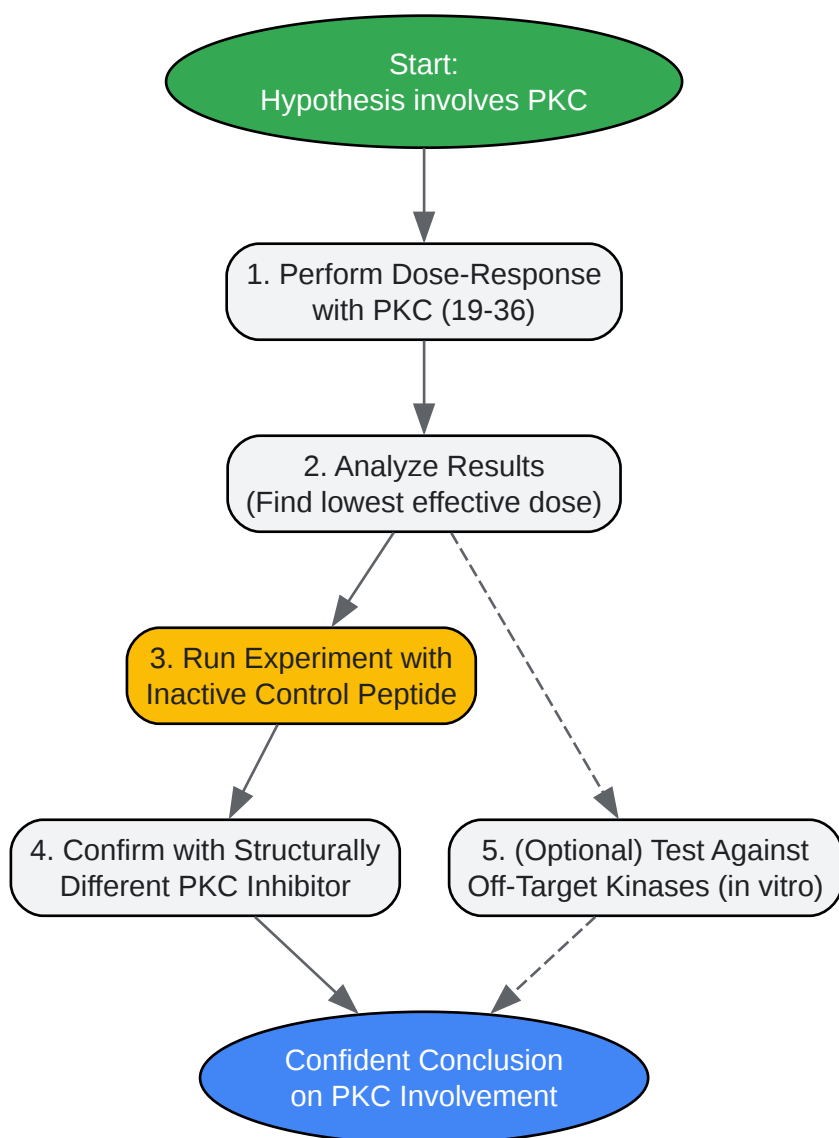 Start:
Hypothesis involves PKC
1. Perform Dose-Response
with PKC (19-36)
2. Analyze Results
(Find lowest effective dose)
3. Run Experiment with
Inactive Control Peptide
4. Confirm with Structurally
Different PKC Inhibitor
5. (Optional) Test Against
Off-Target Kinases (in vitro)
Confident Conclusion
on PKC Involvement